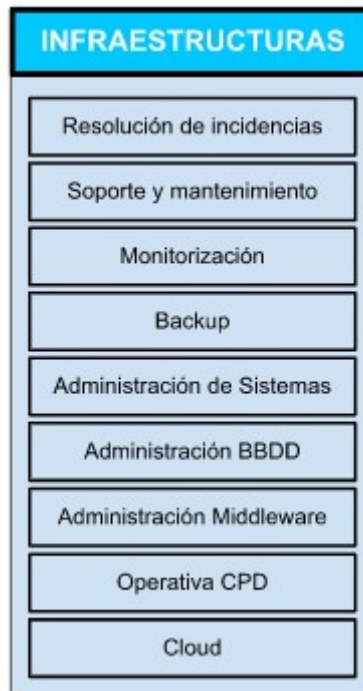 INFRAESTRUCTURAS
Resolución de incidencias
Soporte y mantenimiento
Monitorización
Backup
Administración de Sistemas
Administración BBDD
Administración Middleware
Operativa CPD
Cloud